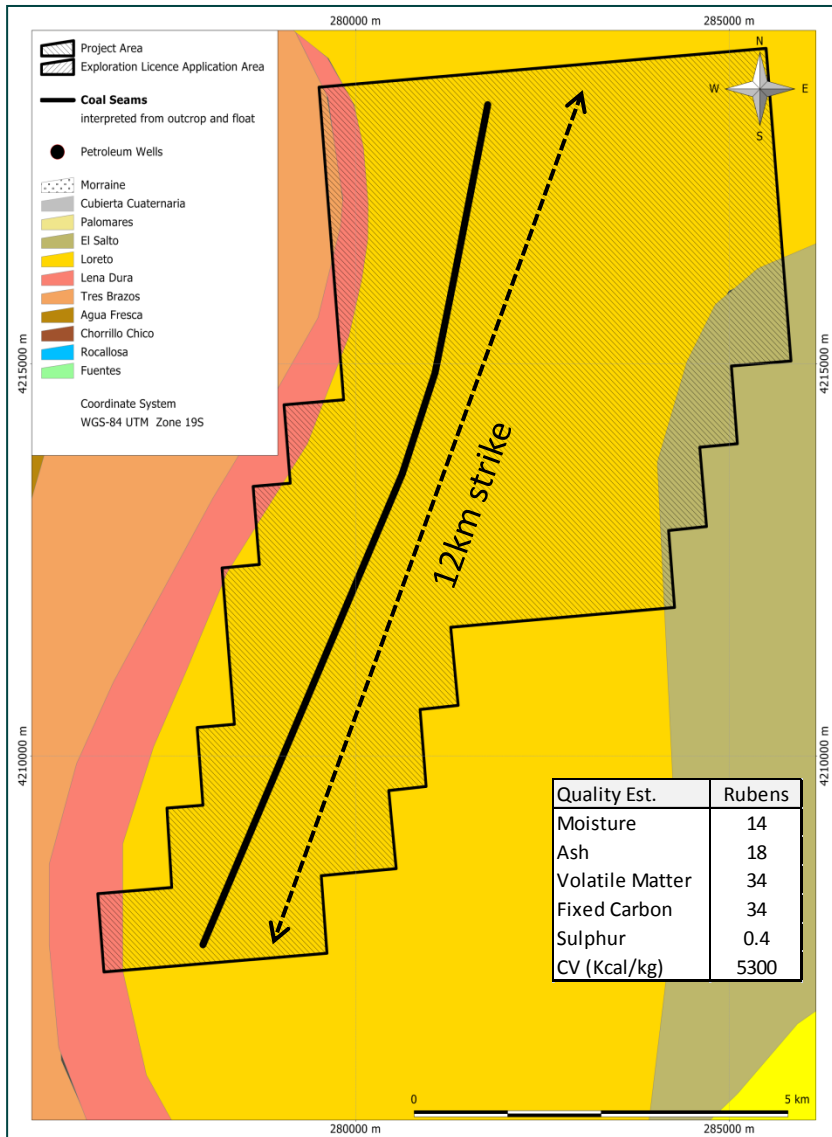 280000 m
285000 m
Project Area
Exploration Licence Application Area
Coal Seams
interpreted from outcrop and float
Petroleum Wells
Morraine
Cubierta Cuaternaria
Palomares
El Salto
Loreto
Lena Dura
Tres Brazos
Agua Fresca
Chorrillo Chico
Rocallosa
Fuentes
Coordinate System
WGS-84 UTM Zone 19S
N
W
E
S
4215000 m
4215000 m
12km strike
4210000 m
4210000 m
Quality Est. Rubens
Moisture 14
Ash 18
Volatile Matter 34
Fixed Carbon 34
Sulphur 0.4
CV (Kcal/kg) 5300
0
5 km
280000 m
285000 m